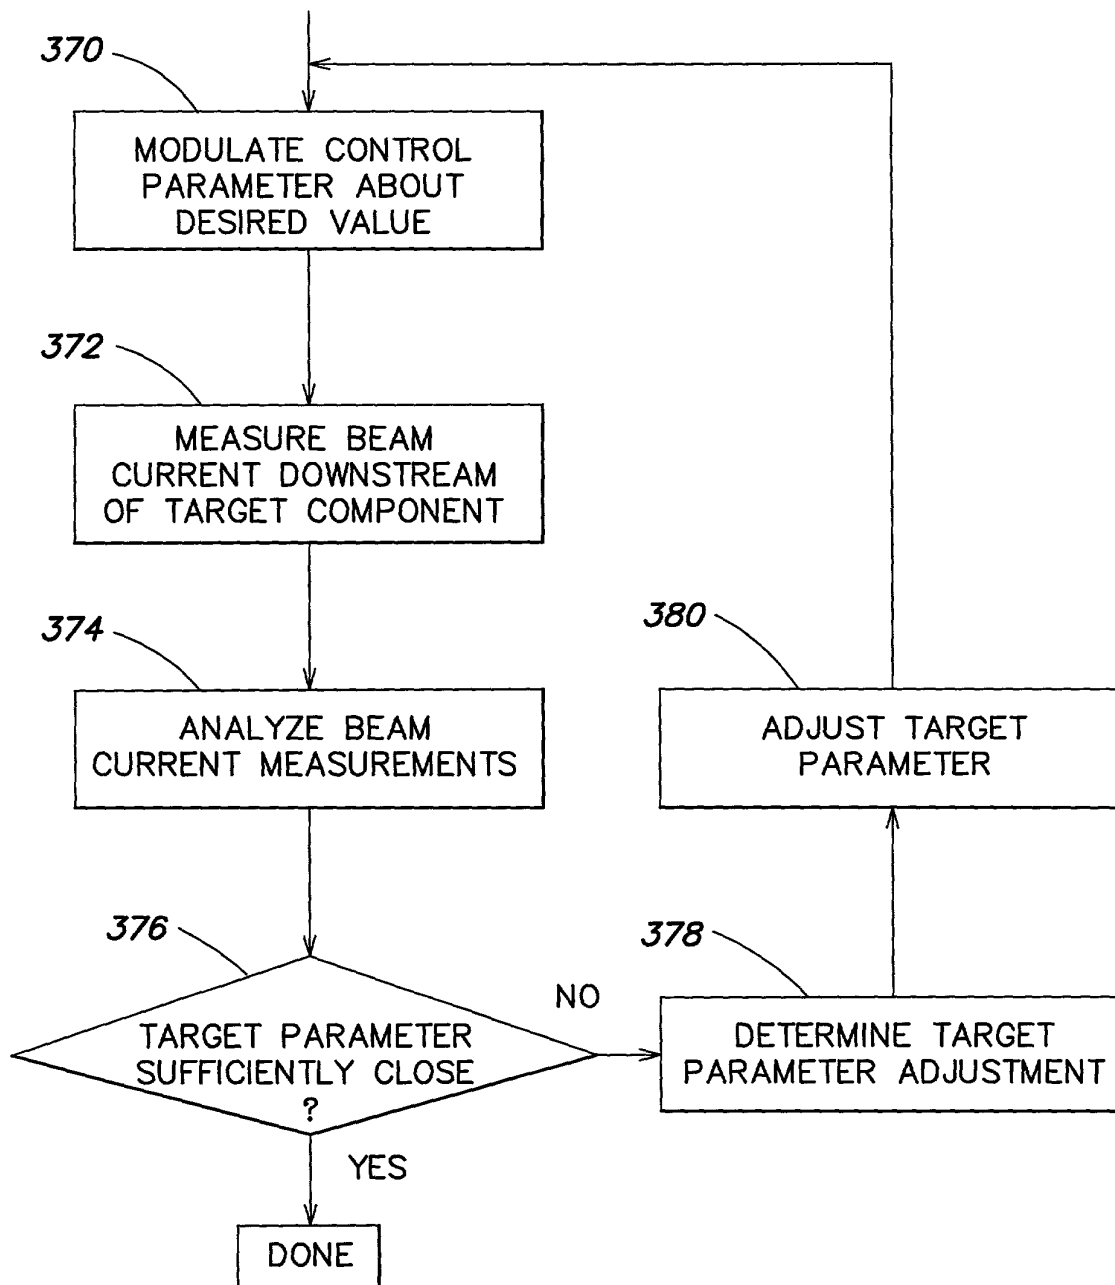 370
MODULATE CONTROL
PARAMETER ABOUT
DESIRED VALUE
372
MEASURE BEAM
CURRENT DOWNSTREAM
OF TARGET COMPONENT
374
ANALYZE BEAM
CURRENT MEASUREMENTS
376
TARGET PARAMETER
SUFFICIENTLY CLOSE
?
NO
YES
DONE
378
DETERMINE TARGET
PARAMETER ADJUSTMENT
380
ADJUST TARGET
PARAMETER